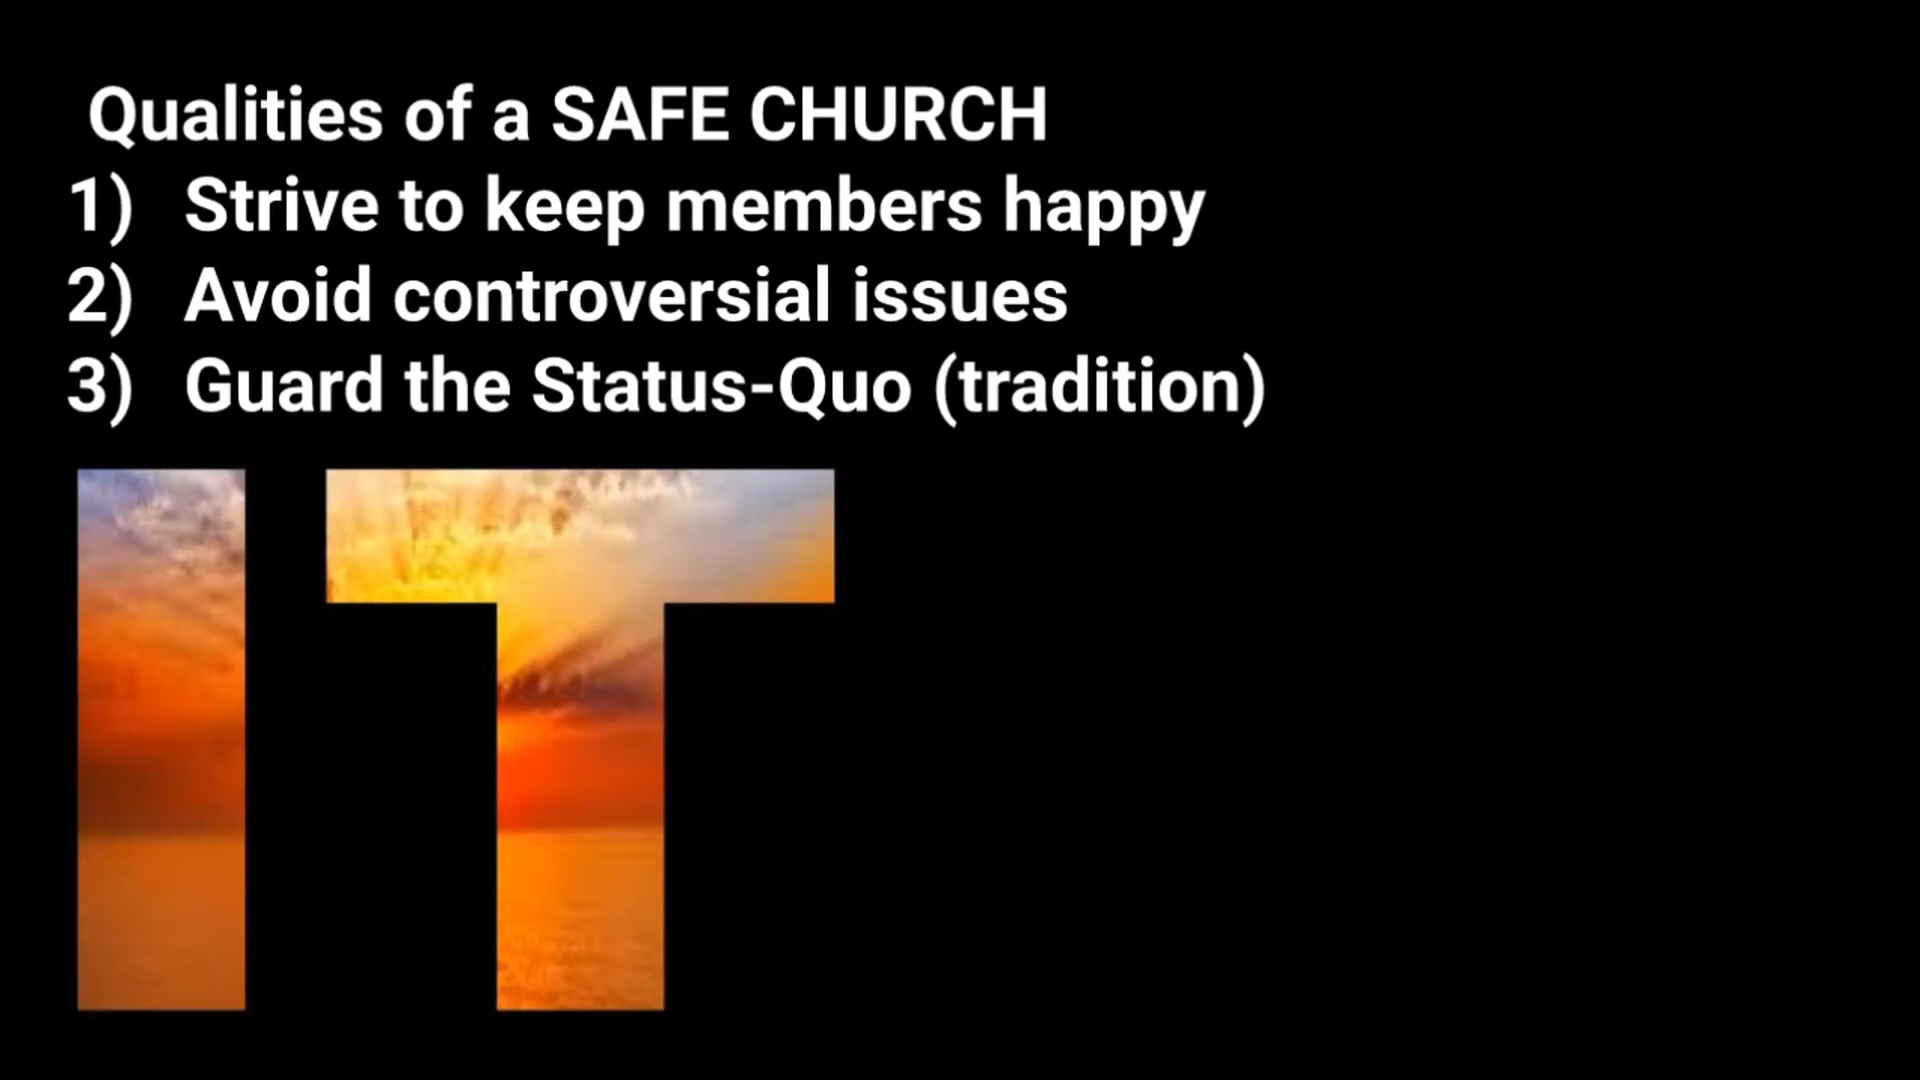 Qualities of a SAFE CHURCH
1) Strive to keep members happy
2) Avoid controversial issues
3) Guard the Status-Quo (tradition)
IT